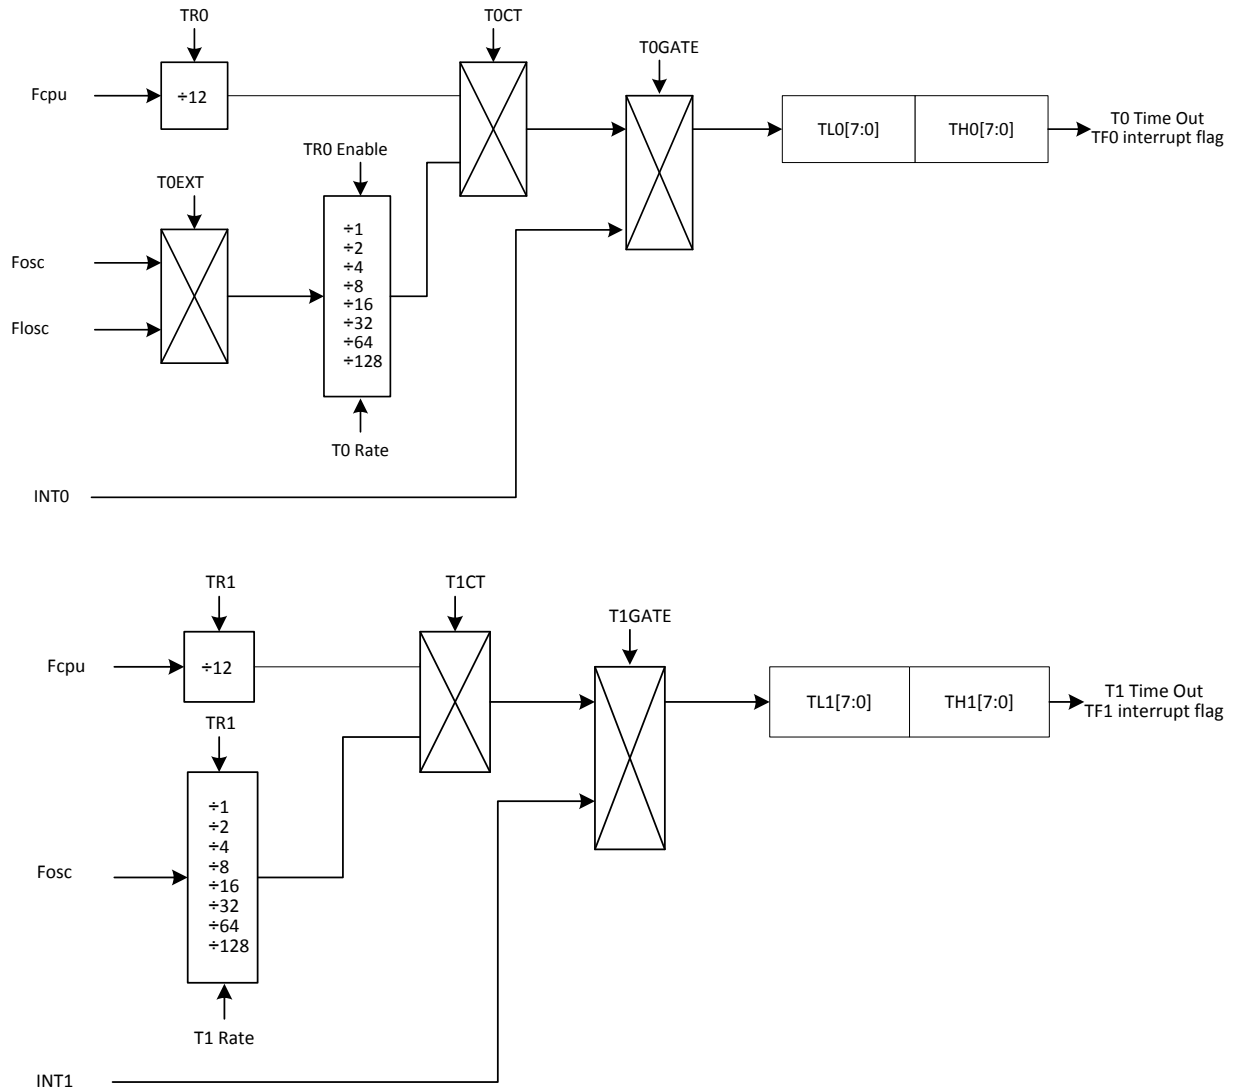 TR0
T0CT
T0GATE
Fcpu
÷12
TL0[7:0]
TH0[7:0]
T0 Time Out
TF0 interrupt flag
TR0 Enable
T0EXT
÷1
÷2
÷4
÷8
÷16
÷32
÷64
÷128
Fosc
Flosc
T0 Rate
INT0
TR1
T1CT
T1GATE
Fcpu
÷12
TL1[7:0]
TH1[7:0]
T1 Time Out
TF1 interrupt flag
TR1
÷1
÷2
÷4
÷8
÷16
÷32
÷64
÷128
Fosc
T1 Rate
INT1